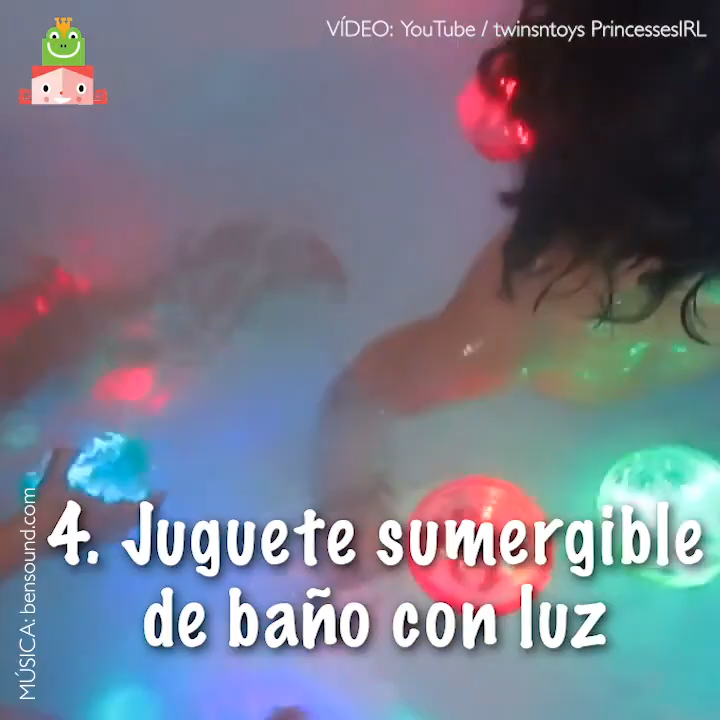 VÍDEO: YouTube / twinsntoys PrincessesIRL
4. Juguete sumergible
de baño con luz
MÚSICA: bensound.com